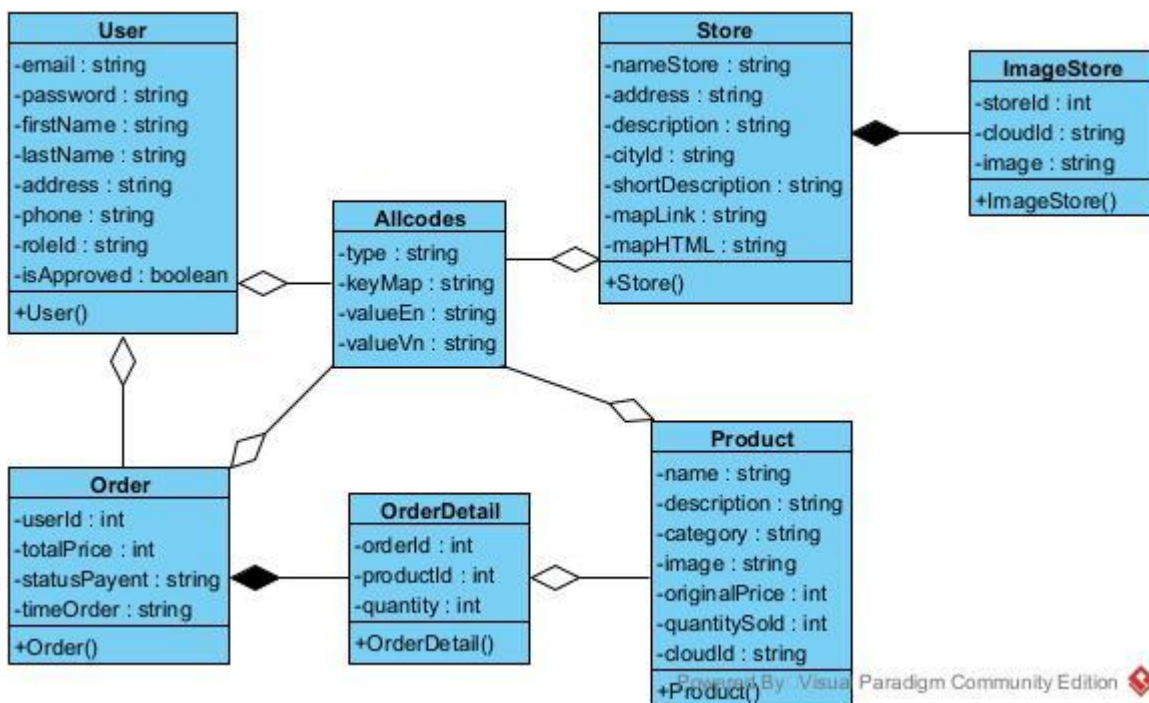 User
-email : string
-password : string
-firstName : string
-lastName : string
-address : string
-phone : string
-roleId : string
-isApproved : boolean
+User()
Store
-nameStore : string
-address : string
-description : string
-cityId : string
-shortDescription : string
-mapLink : string
-mapHTML : string
+Store()
ImageStore
-storeId : int
-cloudId : string
-image : string
+ImageStore()
Allcodes
-type : string
-keyMap : string
-valueEn : string
-valueVn : string
Order
-userId : int
-totalPrice : int
-statusPayent : string
-timeOrder : string
+Order()
OrderDetail
-orderId : int
-productId : int
-quantity : int
+OrderDetail()
Product
-name : string
-description : string
-category : string
-image : string
-originalPrice : int
-quantitySold : int
-cloudId : string
+Product()
Powered By Visual Paradigm Community Edition